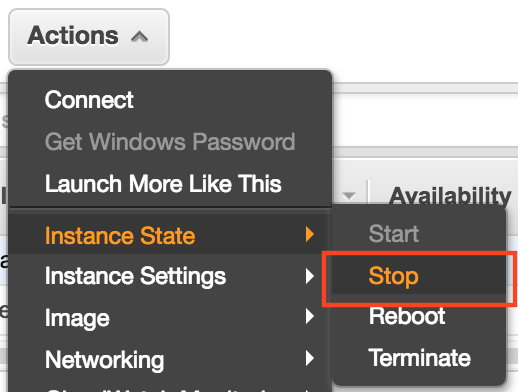 Actions
Connect
Get Windows Password
Launch More Like This
Availability
Instance State
Start
Instance Settings
Stop
Image
Reboot
Networking
Terminate